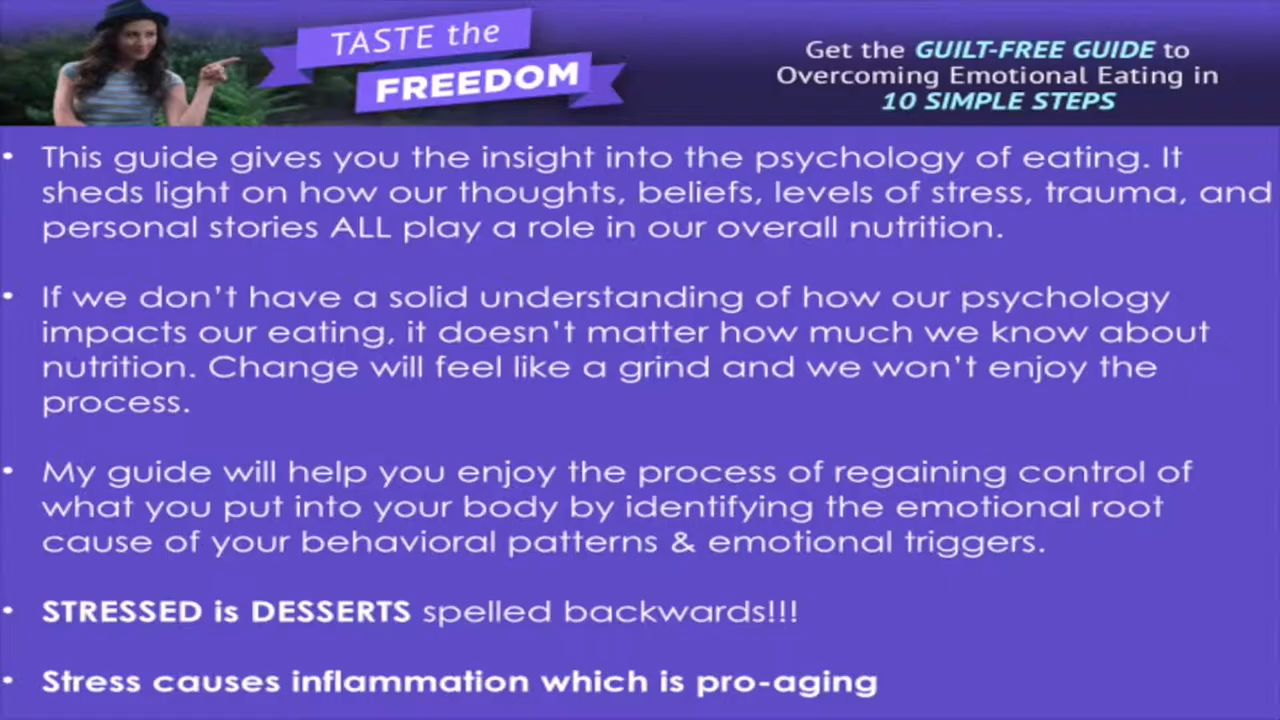 TASTE the
FREEDOM
Get the GUILT-FREE GUIDE to
Overcoming Emotional Eating in
10 SIMPLE STEPS
• This guide gives you the insight into the psychology of eating. It
sheds light on how our thoughts, beliefs, levels of stress, trauma, and
personal stories ALL play a role in our overall nutrition.
• If we don't have a solid understanding of how our psychology
impacts our eating, it doesn't matter how much we know about
nutrition. Change will feel like a grind and we won't enjoy the
process.
• My guide will help you enjoy the process of regaining control of
what you put into your body by identifying the emotional root
cause of your behavioral patterns & emotional triggers.
• STRESSED is DESSERTS spelled backwards!!!
• Stress causes inflammation which is pro-aging